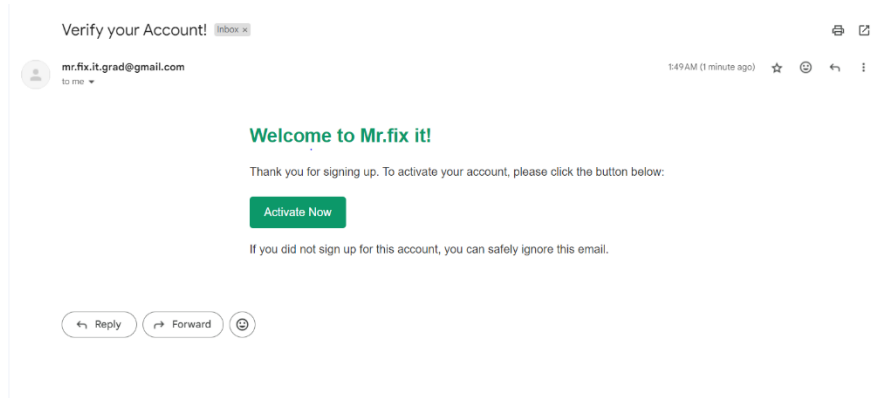 Verify your Account! Inbox x
mr.fix.it.grad@gmail.com 1:49 AM (1 minute ago)
to me
Welcome to Mr.fix it!
Thank you for signing up. To activate your account, please click the button below:
Activate Now
If you did not sign up for this account, you can safely ignore this email.
Reply Forward